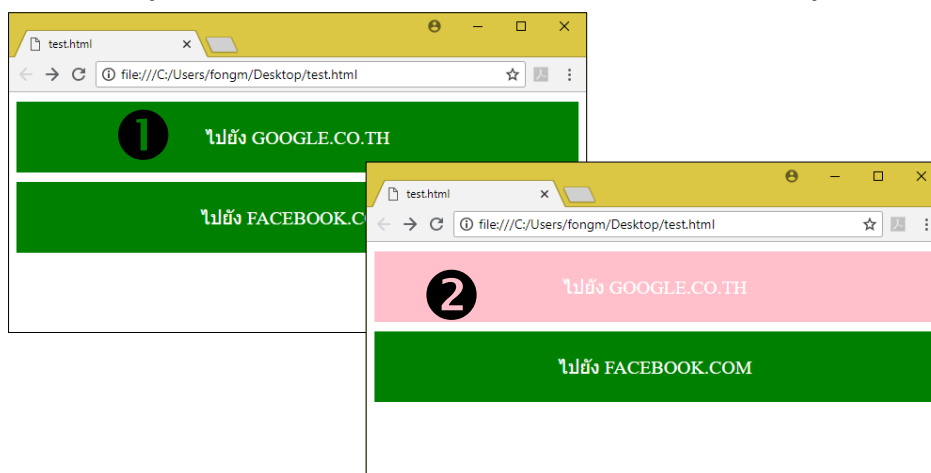 test.html
file:///C:/Users/fongm/Desktop/test.html
1
ไปยัง GOOGLE.CO.TH
ไปยัง FACEBOOK.CO
test.html
file:///C:/Users/fongm/Desktop/test.html
2
ไปยัง GOOGLE.CO.TH
ไปยัง FACEBOOK.COM